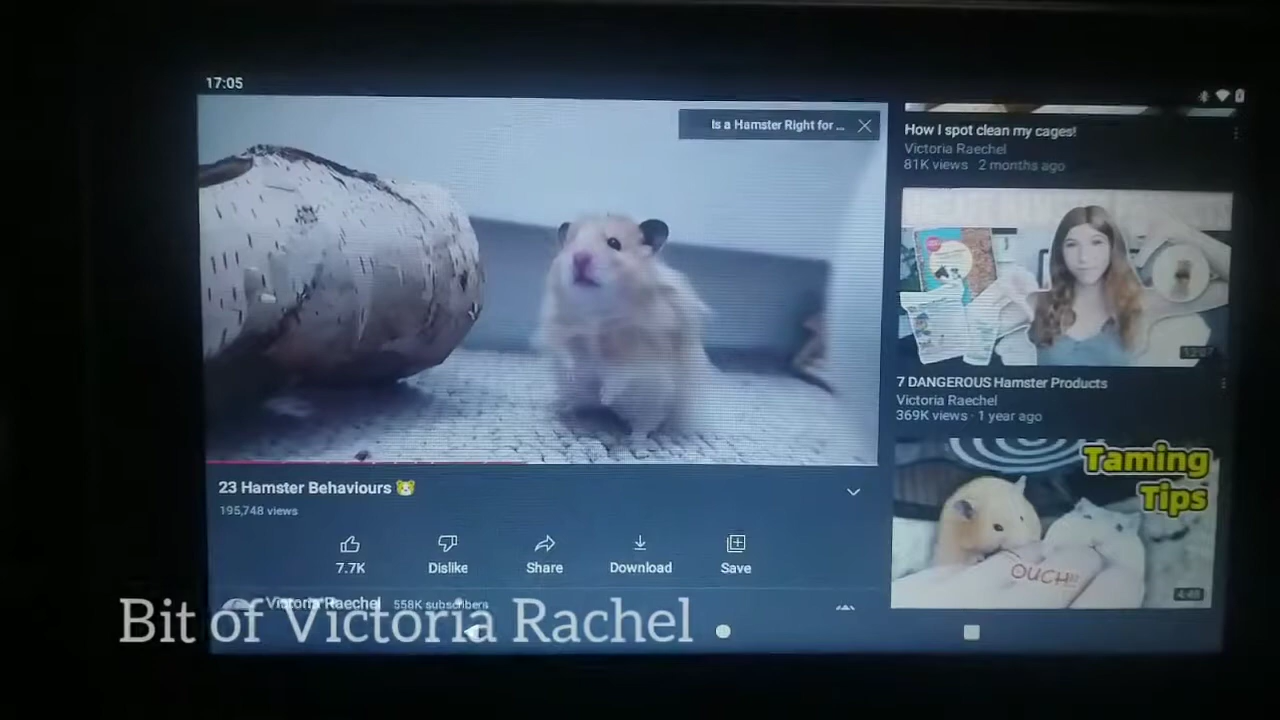 17:05
Is a Hamster Right for ...
23 Hamster Behaviours
195,748 views
7.7K
Dislike
Share
Download
Save
Victoria Raechel 558K subscribers
Bit of Victoria Rachel
How I spot clean my cages!
Victoria Raechel
81K views 2 months ago
7 DANGEROUS Hamster Products
Victoria Raechel
369K views · 1 year ago
Taming
Tips
OUCH!!
4:46